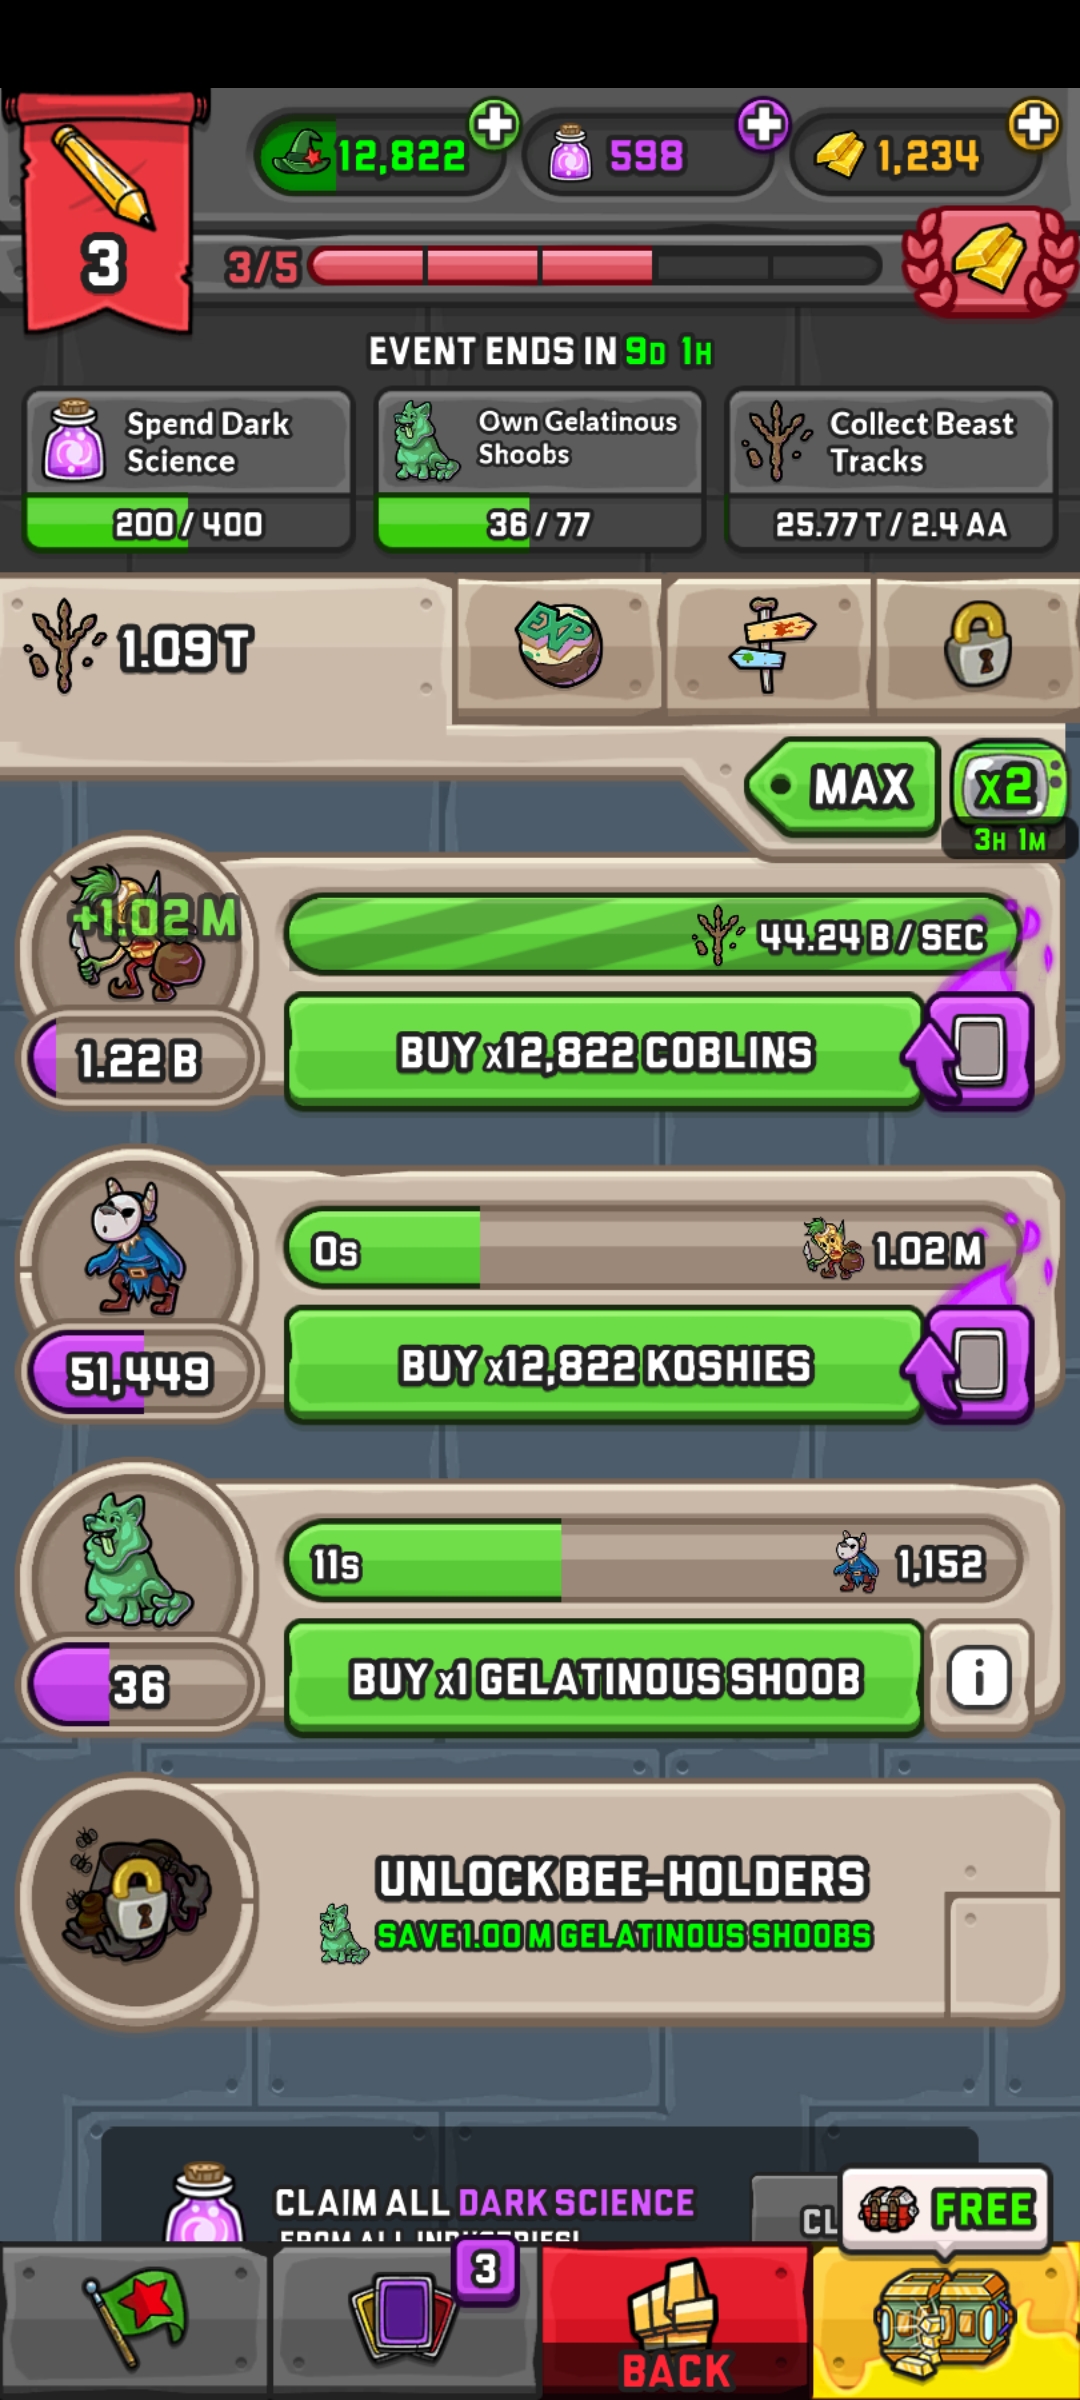 12,822
598
1,234
3
3/5
EVENT ENDS IN 9D 1H
Spend Dark
Science
200 / 400
Own Gelatinous
Shoobs
36 / 77
Collect Beast
Tracks
25.77 T / 2.4 AA
1.09 T
EXP
MAX
x2
3H 1M
+1.02 M
44.24 B / SEC
1.22 B
BUY x12,822 COBLINS
0s
1.02 M
51,449
BUY x12,822 KOSHIES
11s
1,152
36
BUY x1 GELATINOUS SHOOB
i
UNLOCK BEE-HOLDERS
SAVE 1.00 M GELATINOUS SHOOBS
CLAIM ALL DARK SCIENCE
FROM ALL INDUSTRIES!
CL
FREE
3
BACK